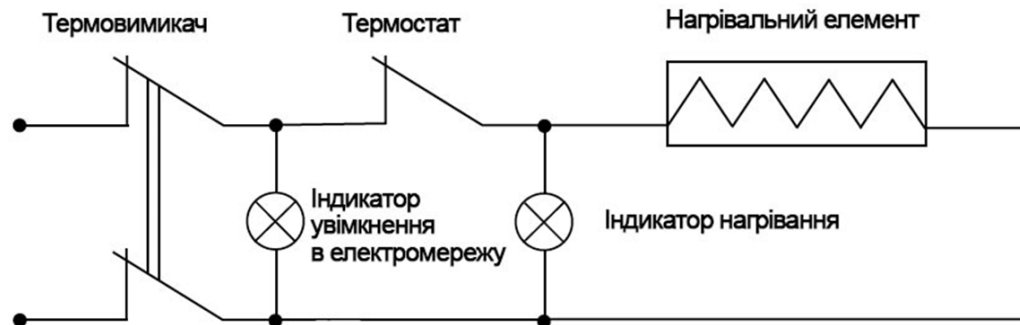 Термовимикач
Термостат
Нагрівальний елемент
Індикатор
увімкнення
в електромережу
Індикатор нагрівання